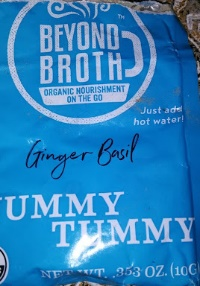 BEYOND
BROTH
ORGANIC NOURISHMENT
ON THE GO
Just add
hot water!
Ginger Basil
YUMMY
TUMMY
NET WT. .353 OZ. (10G